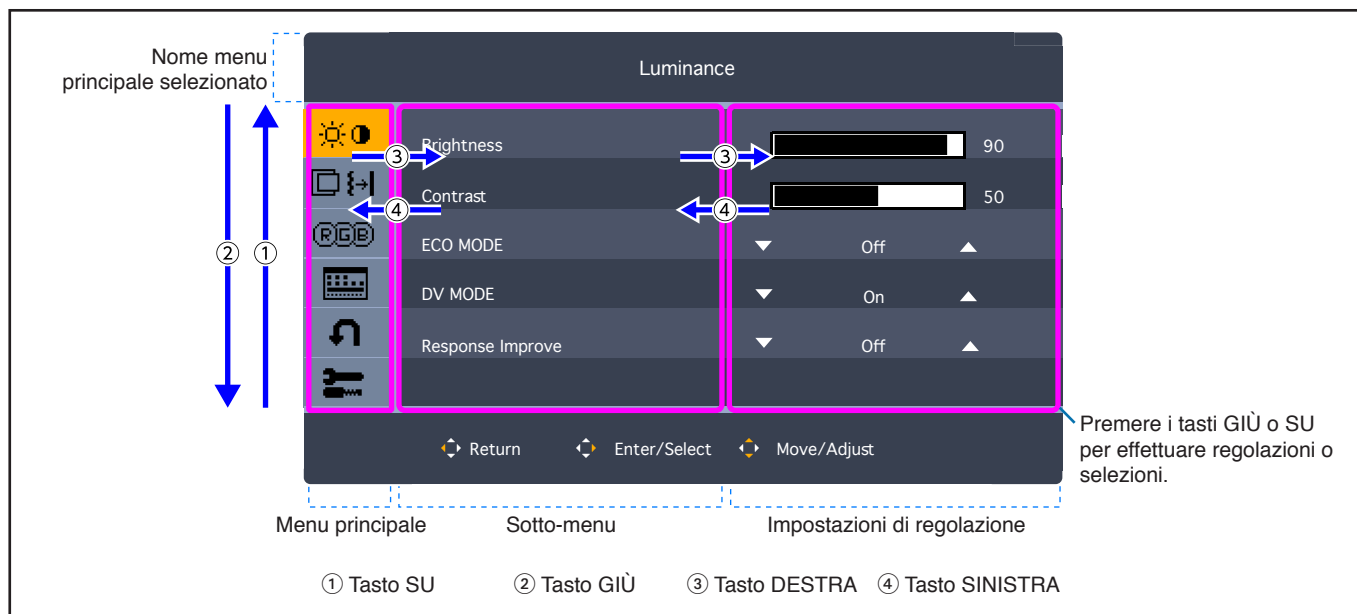 Nome menu
principale selezionato
Luminance
Brightness
90
③
③
Contrast
50
④
④
②
①
RGB
ECO MODE
Off
DV MODE
On
Response Improve
Off
Return
Enter/Select
Move/Adjust
Premere i tasti GIÙ o SU
per effettuare regolazioni o
selezioni.
Menu principale
Sotto-menu
Impostazioni di regolazione
① Tasto SU
② Tasto GIÙ
③ Tasto DESTRA
④ Tasto SINISTRA